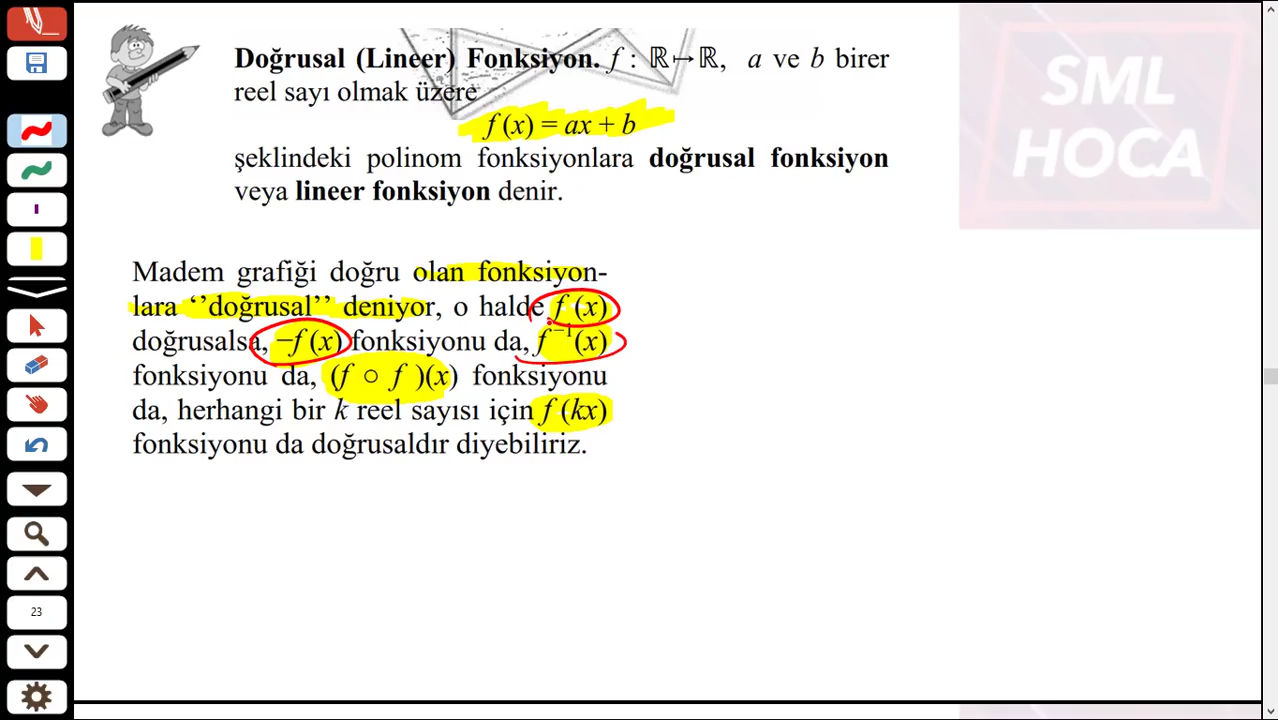 Doğrusal (Lineer) Fonksiyon. f : ℝ↦ℝ, a ve b birer
reel sayı olmak üzere
f (x) = ax + b
şeklindeki polinom fonksiyonlara doğrusal fonksiyon
veya lineer fonksiyon denir.
SML
HOCA
Madem grafiği doğru olan fonksiyon-
lara ‘’doğrusal’’ deniyor, o halde f (x)
doğrusalsa, −f (x) fonksiyonu da, f⁻¹(x)
fonksiyonu da, (f ○ f )(x) fonksiyonu
da, herhangi bir k reel sayısı için f (kx)
fonksiyonu da doğrusaldır diyebiliriz.
23